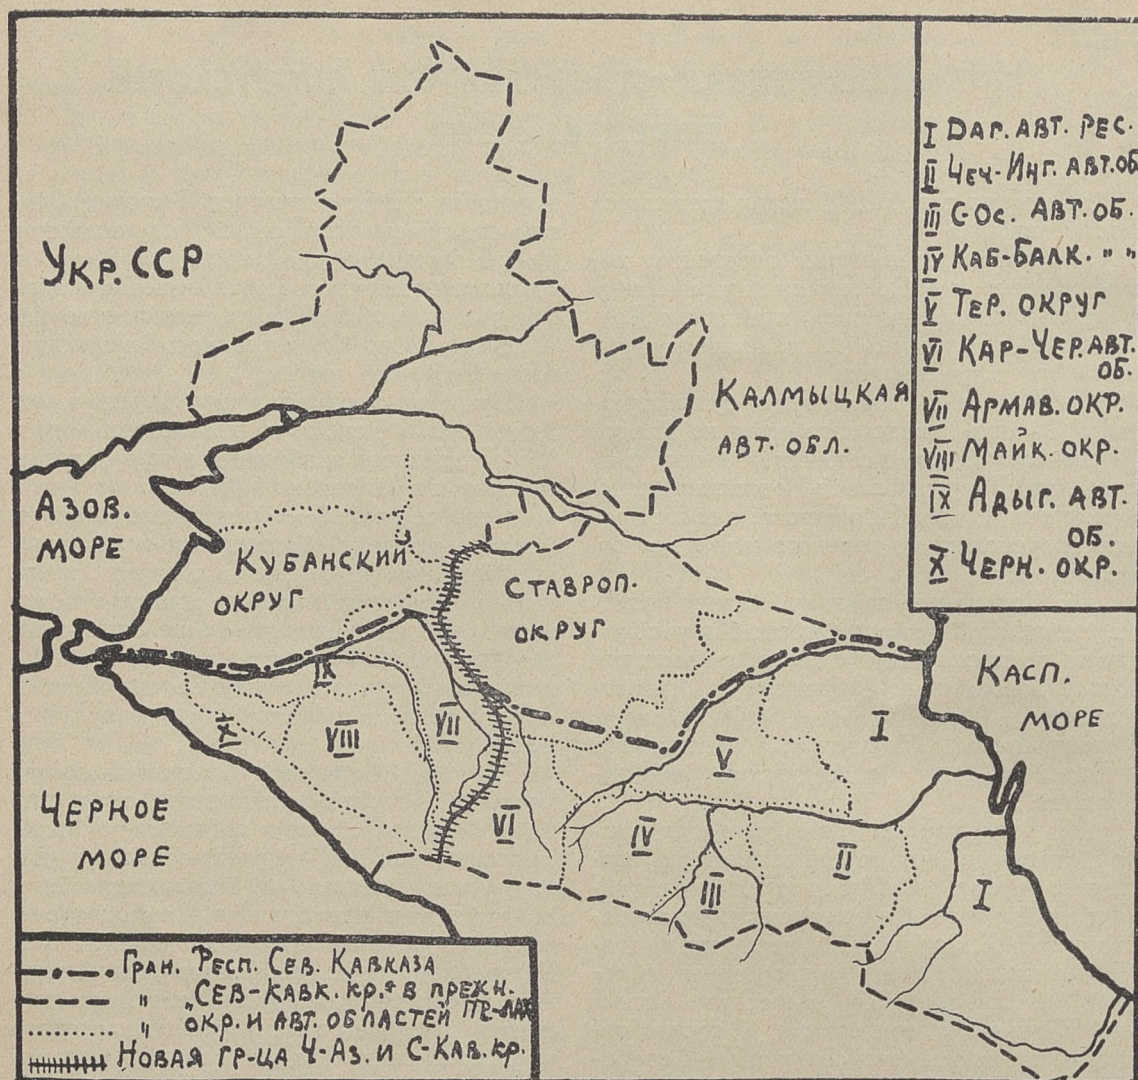 Укр. ССР
Азов.
море
Кубанский
округ
Калмыцкая
авт. обл.
Ставроп.
округ
Касп.
море
Черное
море
I
II
III
IV
V
VI
VII
VIII
IX
X
I
I Даг. авт. рес.
II Чеч-Инг. авт. об
III С-Ос. авт. об.
IV Каб-Балк. " "
V Тер. округ
VI Кар-Чер. авт.
об.
VII Армав. окр.
VIII Майк. окр.
IX Адыг. авт.
об.
X Черн. окр.
Гран. Респ. Сев. Кавказа
" "Сев-Кавк. кр." в прежн.
" окр. и авт. областей
Новая гр-ца Ч-Аз. и С-Кав. кр.